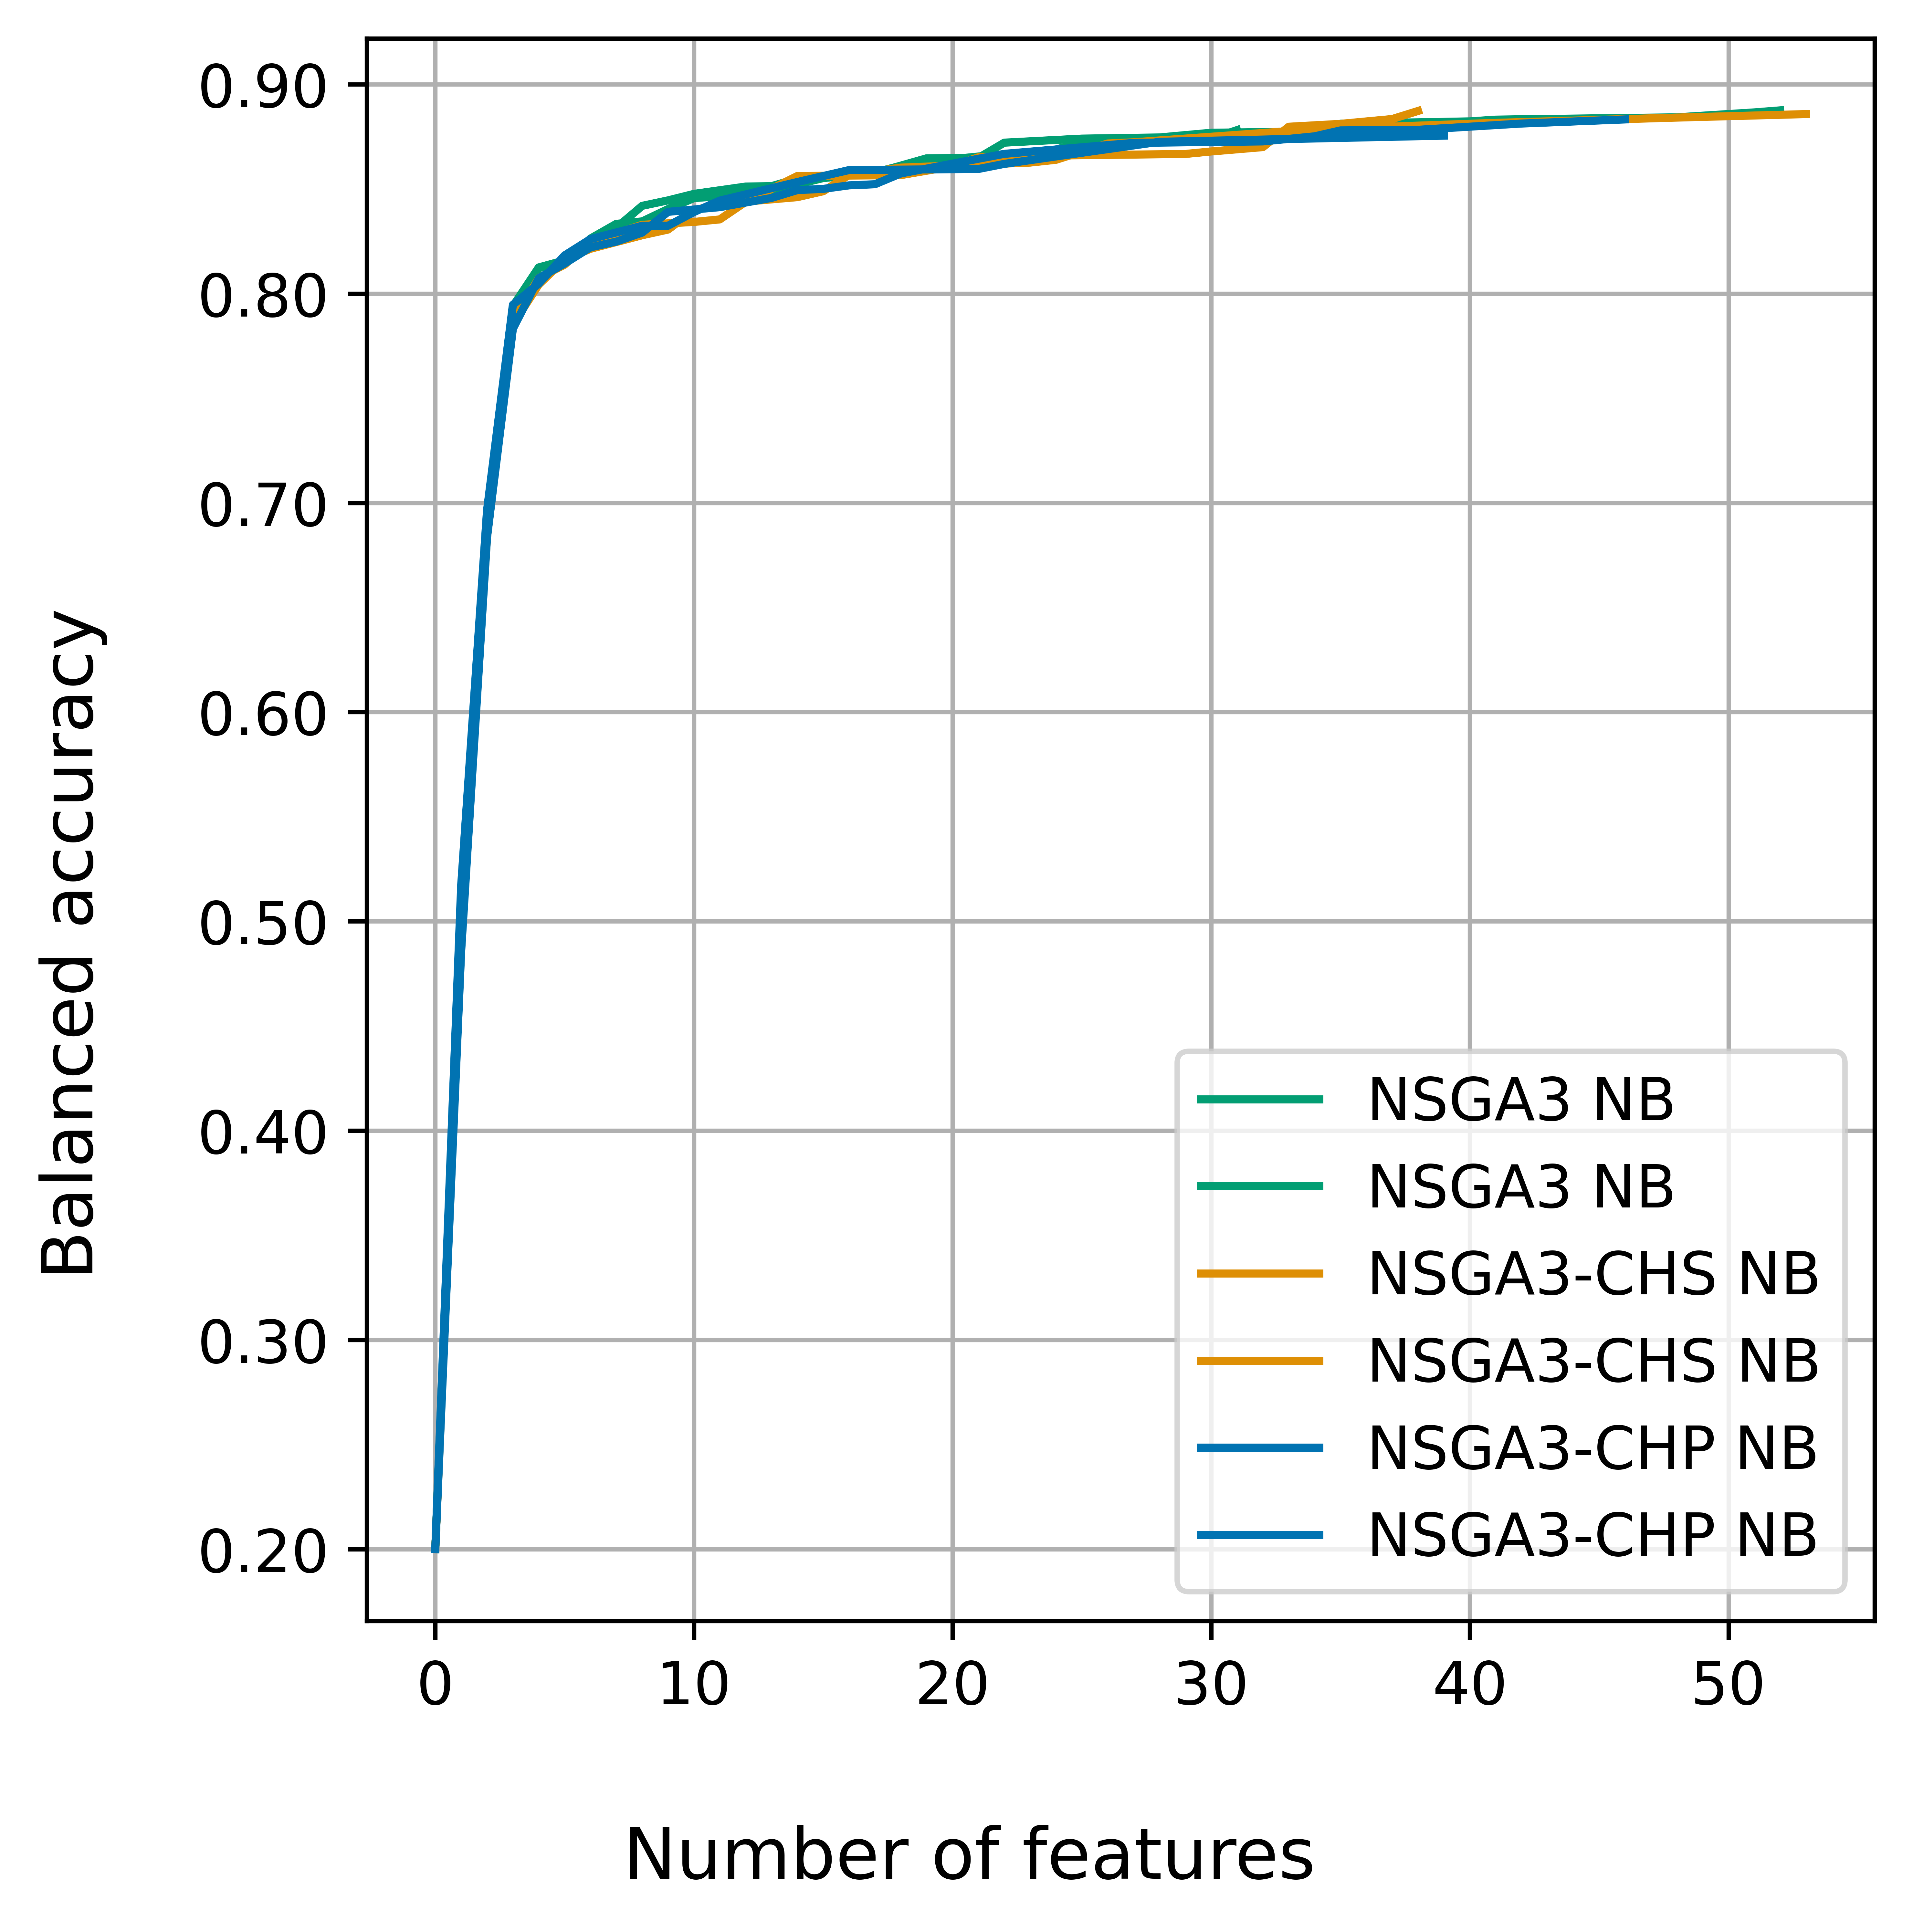 Balanced accuracy
0.90
0.80
0.70
0.60
0.50
0.40
0.30
0.20
NSGA3 NB
NSGA3 NB
NSGA3-CHS NB
NSGA3-CHS NB
NSGA3-CHP NB
NSGA3-CHP NB
0 10 20 30 40 50
Number of features